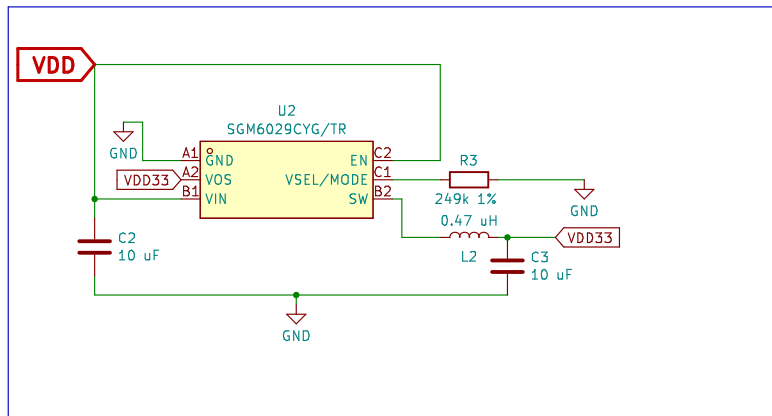 VDD
U2
SGM6029CYG/TR
GND
A1
GND
EN
C2
VDD33
A2
VOS
VSEL/MODE
C1
R3
249k 1%
GND
B1
VIN
SW
B2
0.47 uH
L2
VDD33
C2
10 uF
C3
10 uF
GND